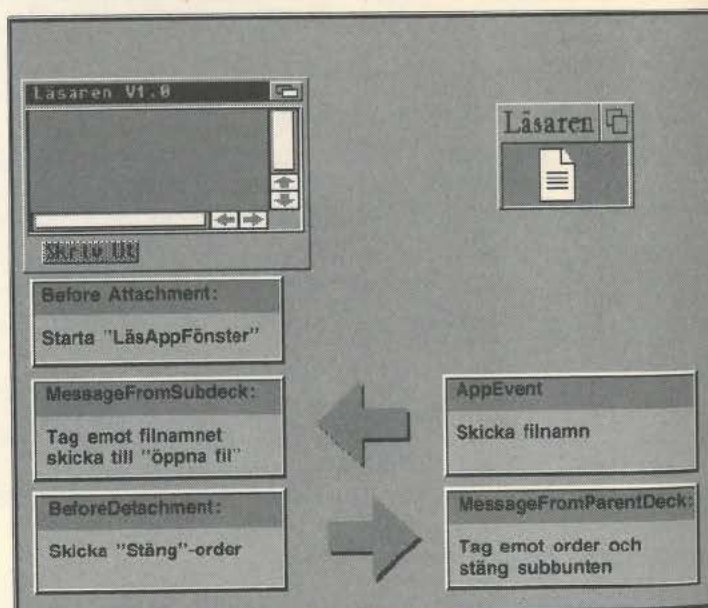 Läsaren V1.0
Läsaren
Skriv Ut
Before Attachment:
Starta "LäsAppFönster"
MessageFromSubdeck:
Tag emot filnamnet
skicka till "öppna fil"
AppEvent
Skicka filnamn
BeforeDetachment:
Skicka "Stäng"-order
MessageFromParentDeck:
Tag emot order och
stäng subbunten